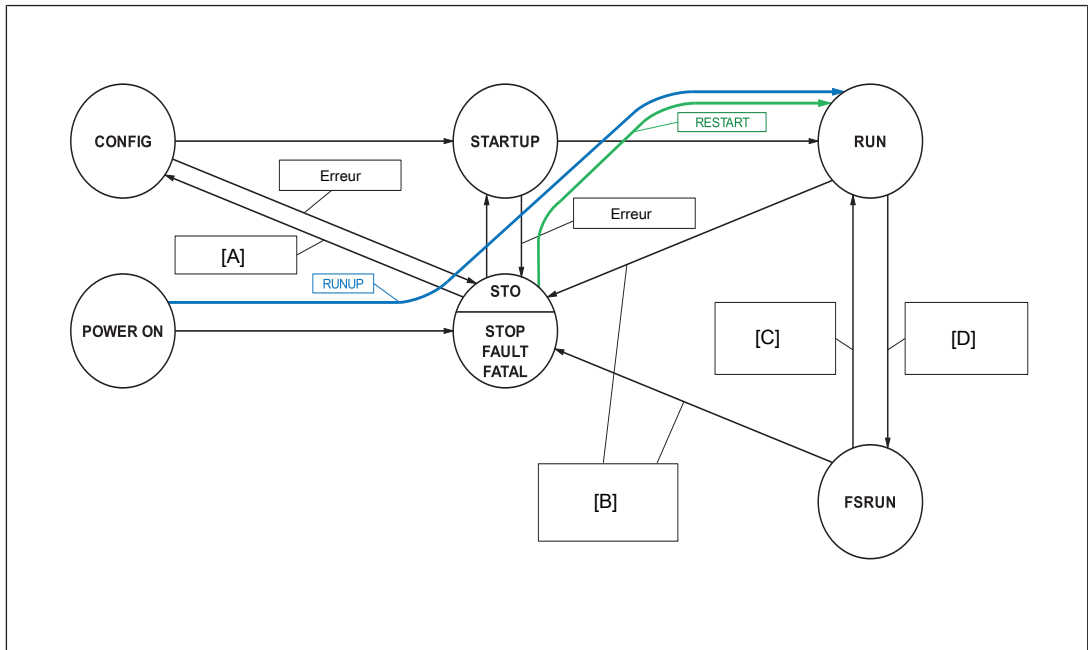 CONFIG
STARTUP
RUN
RESTART
Erreur
Erreur
[A]
RUNUP
STO
POWER ON
STOP
FAULT
FATAL
[C]
[D]
[B]
FSRUN